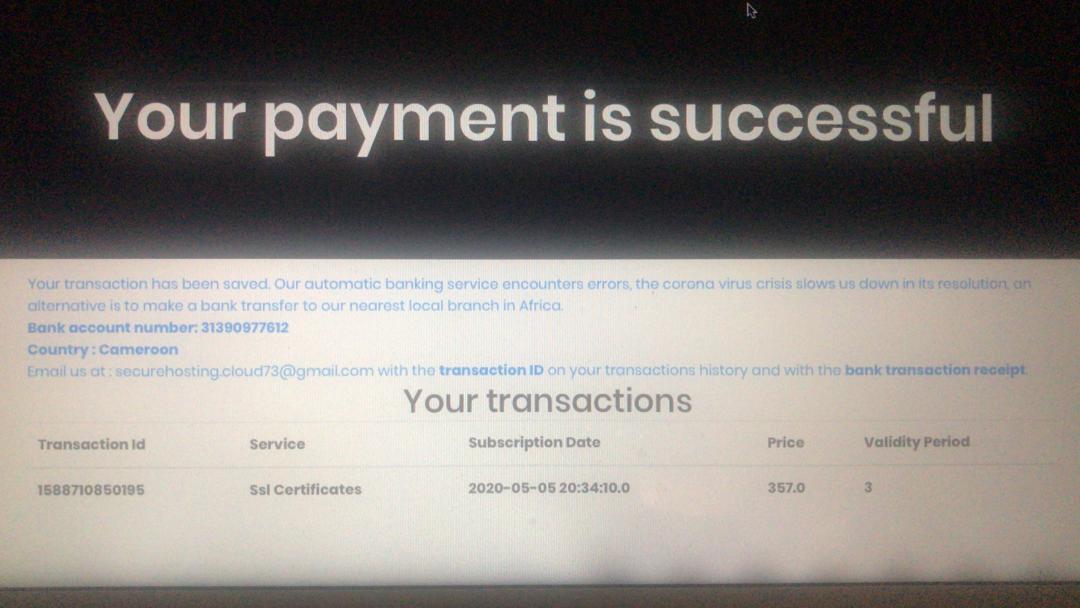 Your payment is successful
Your transaction has been saved. Our automatic banking service encounters errors, the corona virus crisis slows us down in its resolution, an
alternative is to make a bank transfer to our nearest local branch in Africa.
Bank account number: 31390977612
Country : Cameroon
Email us at : securehosting.cloud73@gmail.com with the transaction ID on your transactions history and with the bank transaction receipt.
Your transactions
Transaction Id Service Subscription Date Price Validity Period
1588710850195 Ssl Certificates 2020-05-05 20:34:10.0 357.0 3